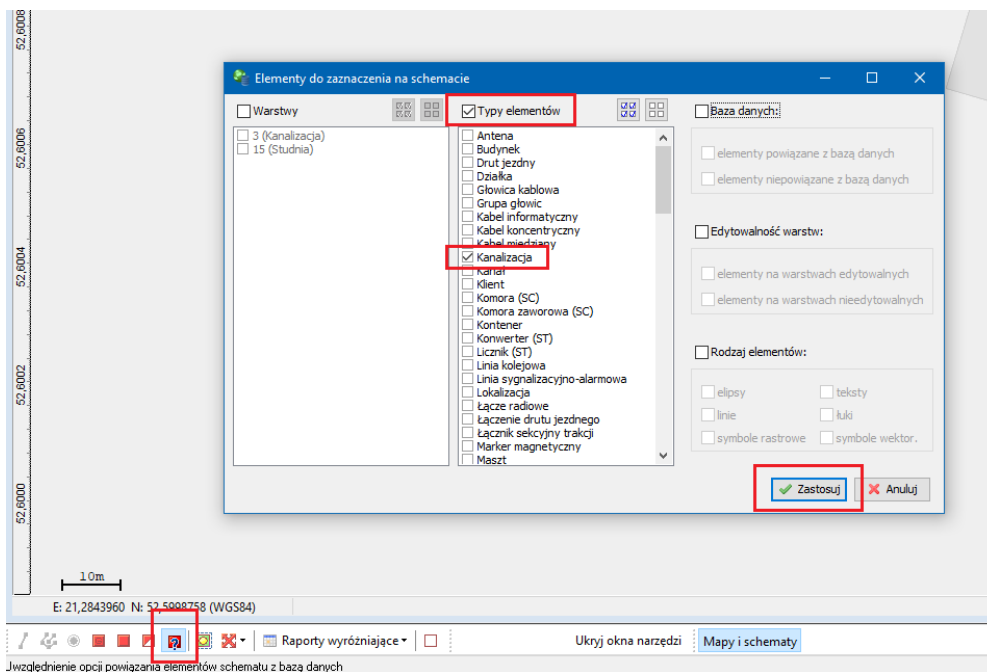 52,6008
52,6006
52,6004
52,6002
52,6000
Elementy do zaznaczenia na schemacie
Warstwy
3 (Kanalizacja)
15 (Studnia)
Typy elementów
Antena
Budynek
Drut jezdny
Działka
Głowica kablowa
Grupa głowic
Kabel informatyczny
Kabel koncentryczny
Kabel miedziany
Kanalizacja
Kanał
Klient
Komora (SC)
Komora zaworowa (SC)
Kontener
Konwerter (ST)
Licznik (ST)
Linia kolejowa
Linia sygnalizacyjno-alarmowa
Lokalizacja
Łącze radiowe
Łączenie drutu jezdnego
Łącznik sekcyjny trakcji
Marker magnetyczny
Maszt
Baza danych:
elementy powiązane z bazą danych
elementy niepowiązane z bazą danych
Edytowalność warstw:
elementy na warstwach edytowalnych
elementy na warstwach nieedytowalnych
Rodzaj elementów:
elipsy
teksty
linie
łuki
symbole rastrowe
symbole wektor.
Zastosuj
Anuluj
10m
E: 21,2843960 N: 52,5998758 (WGS84)
Raporty wyróżniające
Ukryj okna narzędzi
Mapy i schematy
Uwzględnienie opcji powiązania elementów schematu z bazą danych